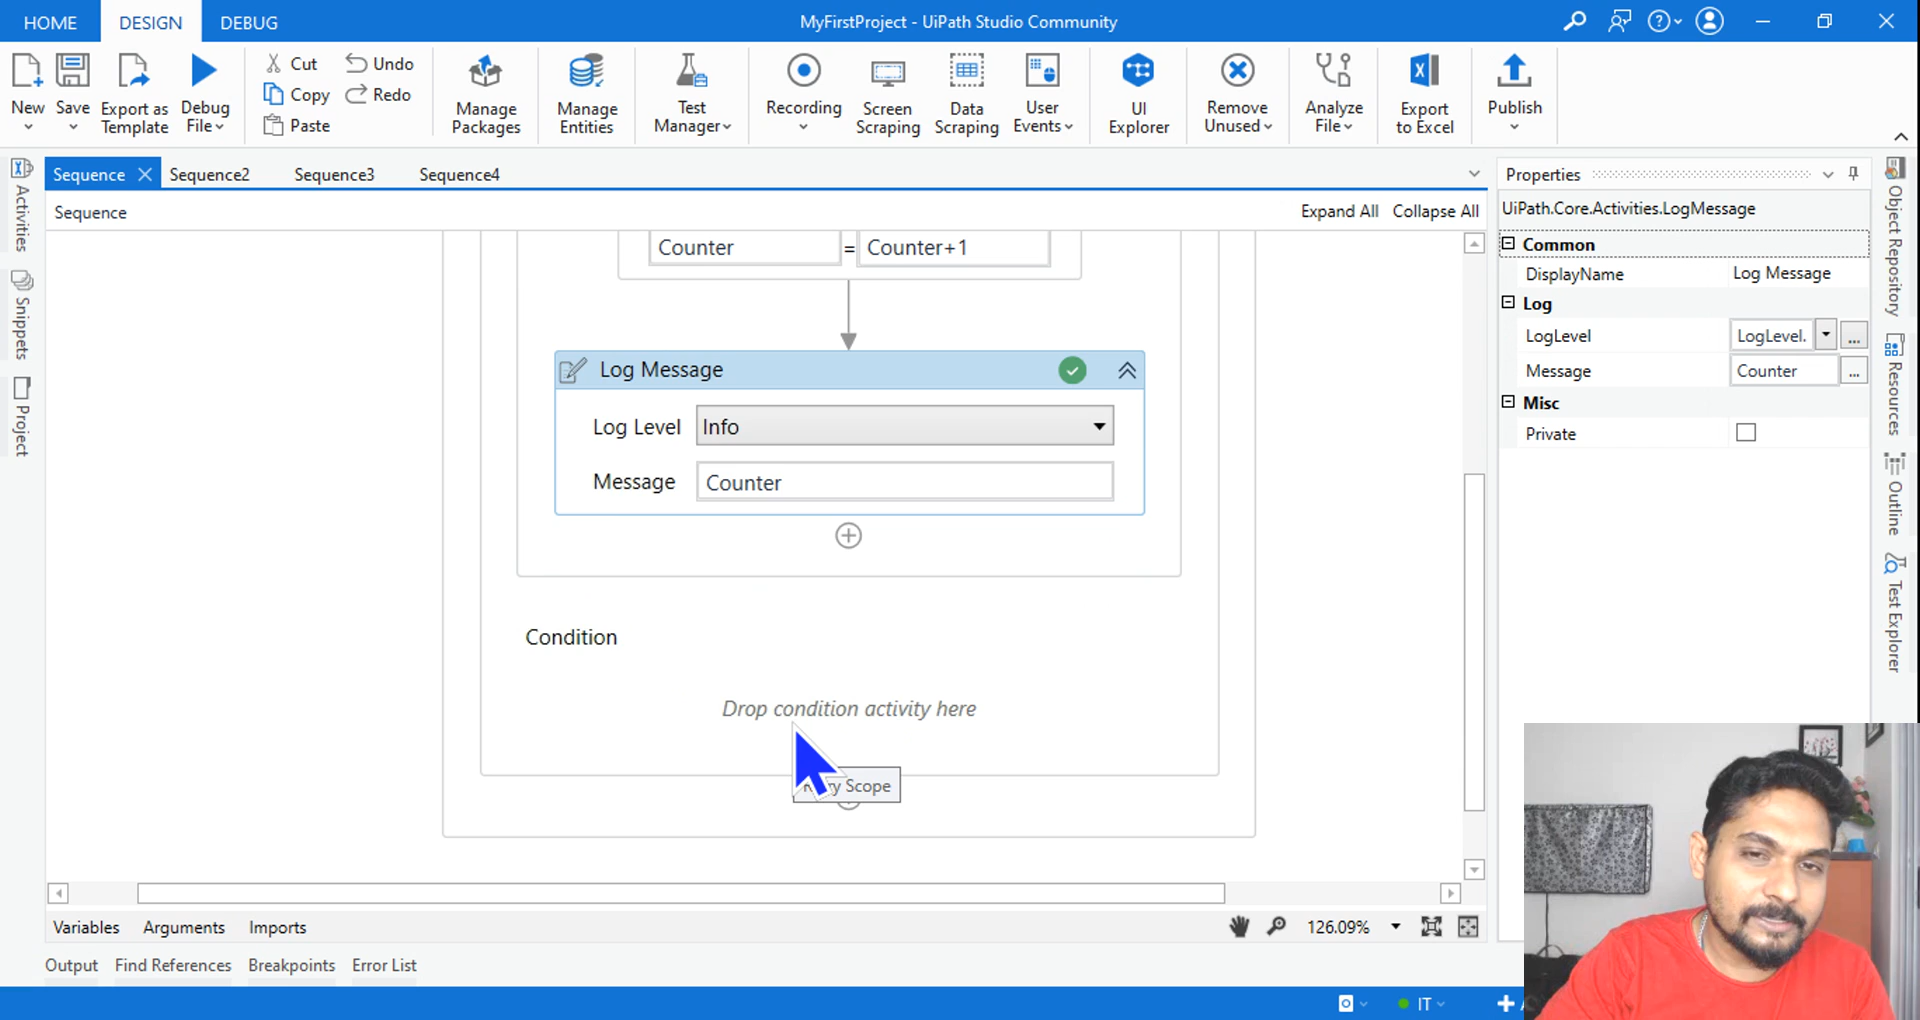 HOME
DESIGN
DEBUG
MyFirstProject - UiPath Studio Community
New
Save
Export as
Template
Debug
File
Cut
Copy
Paste
Undo
Redo
Manage
Packages
Manage
Entities
Test
Manager
Recording
Screen
Scraping
Data
Scraping
User
Events
UI
Explorer
Remove
Unused
Analyze
File
Export
to Excel
Publish
Activities
Snippets
Project
Sequence
Sequence2
Sequence3
Sequence4
Sequence
Expand All
Collapse All
Counter
=
Counter+1
Log Message
Log Level
Info
Message
Counter
Condition
Drop condition activity here
Scope
Properties
UiPath.Core.Activities.LogMessage
Common
DisplayName
Log Message
Log
LogLevel
LogLevel.
...
Message
Counter
...
Misc
Private
Object Repository
Resources
Outline
Test Explorer
Variables
Arguments
Imports
126.09%
Output
Find References
Breakpoints
Error List
IT